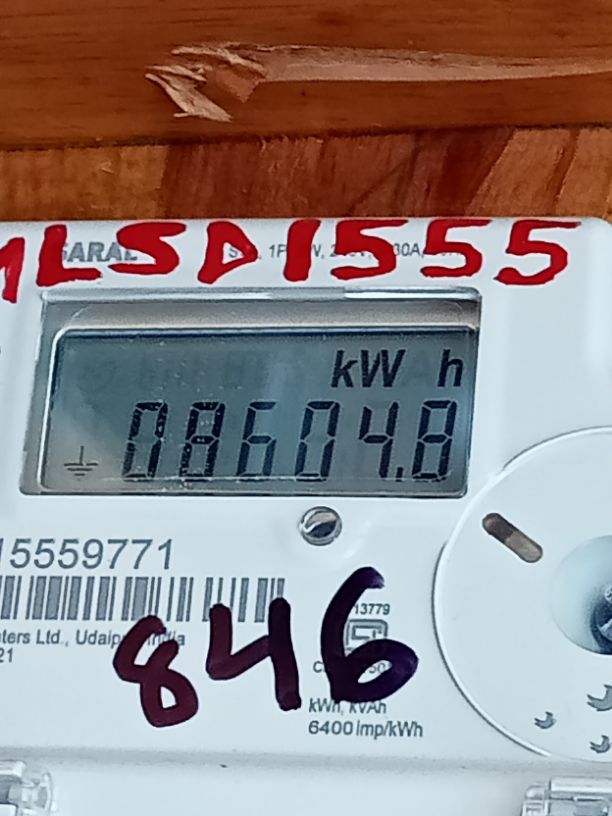 MLSD1555
SARAL
kW h
08604.8
15559771
13779
846
kWh, kVAh
6400 imp/kWh